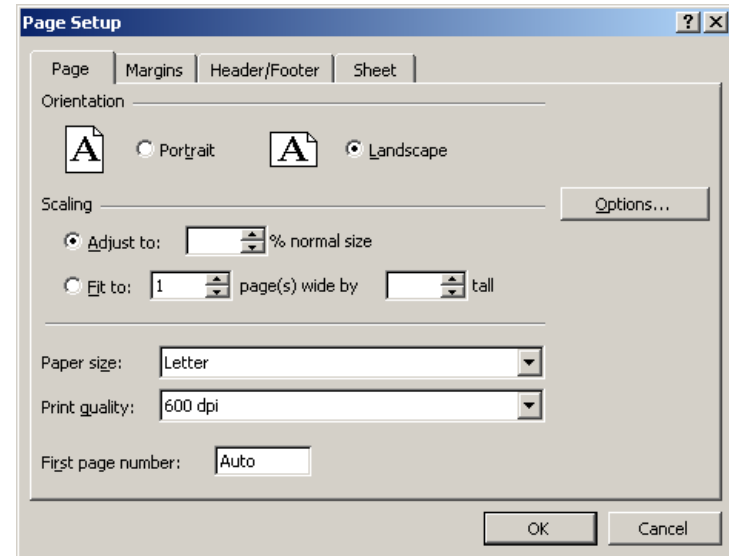 Page Setup
Page Margins Header/Footer Sheet
Orientation
A Portrait A Landscape
Scaling
Options...
Adjust to: % normal size
Fit to: 1 page(s) wide by tall
Paper size: Letter
Print quality: 600 dpi
First page number: Auto
OK Cancel